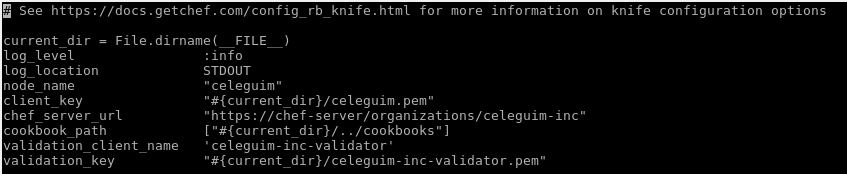 # See https://docs.getchef.com/config_rb_knife.html for more information on knife configuration options

current_dir = File.dirname(__FILE__)
log_level                :info
log_location             STDOUT
node_name                "celeguim"
client_key               "#{current_dir}/celeguim.pem"
chef_server_url          "https://chef-server/organizations/celeguim-inc"
cookbook_path            ["#{current_dir}/../cookbooks"]
validation_client_name   'celeguim-inc-validator'
validation_key           "#{current_dir}/celeguim-inc-validator.pem"